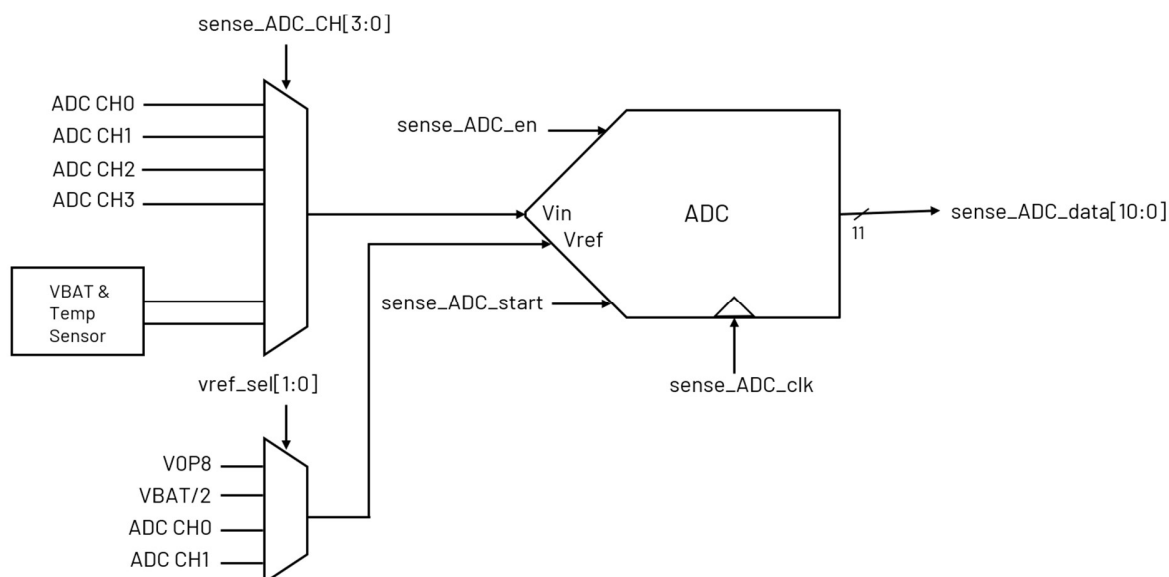 sense_ADC_CH[3:0]
ADC CH0
ADC CH1
ADC CH2
ADC CH3
VBAT &
Temp
Sensor
sense_ADC_en
Vin
Vref
ADC
sense_ADC_data[10:0]
11
sense_ADC_start
sense_ADC_clk
vref_sel[1:0]
V0P8
VBAT/2
ADC CH0
ADC CH1